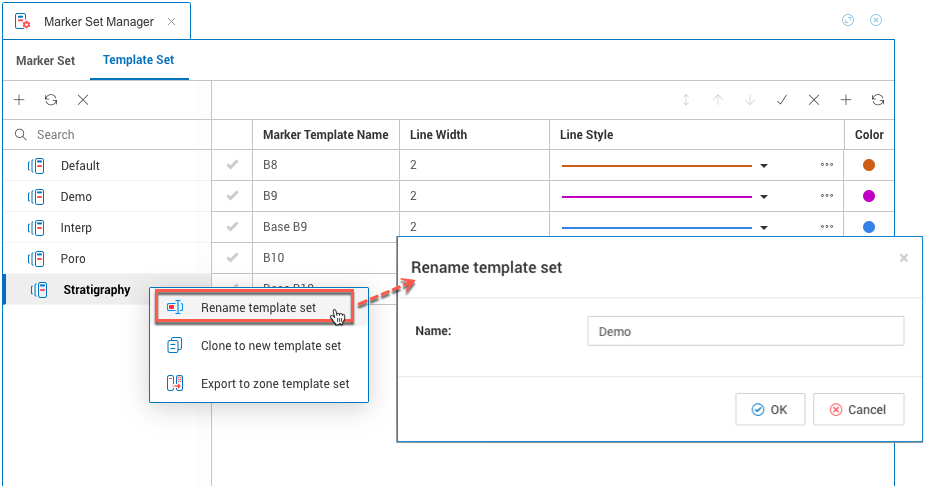 Marker Set Manager
Marker Set Template Set
Search
Marker Template Name Line Width Line Style Color
Default B8 2
Demo B9 2
Interp Base B9 2
Poro B10
Stratigraphy Base B10
Rename template set
Clone to new template set
Export to zone template set
Rename template set
Name: Demo
OK Cancel